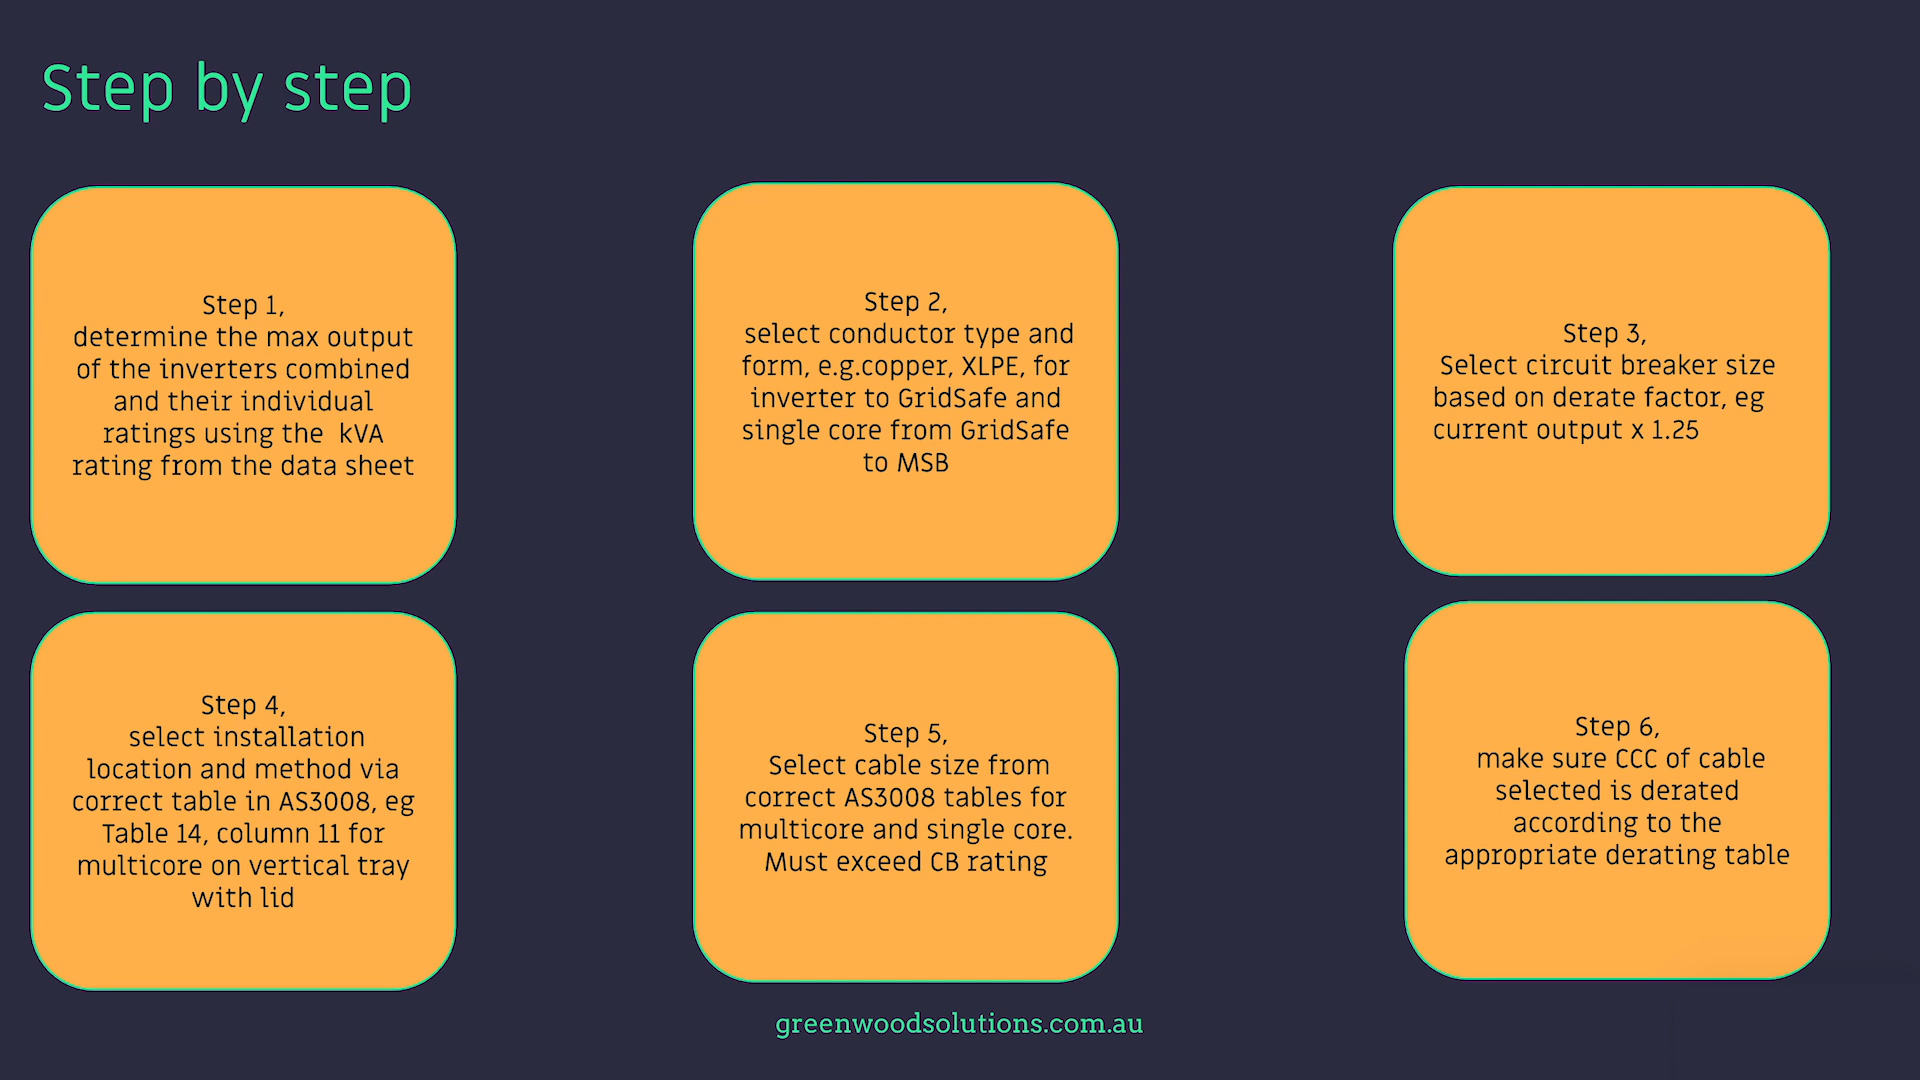 Step by step
Step 1,
determine the max output
of the inverters combined
and their individual
ratings using the kVA
rating from the data sheet
Step 2,
select conductor type and
form, e.g.copper, XLPE, for
inverter to GridSafe and
single core from GridSafe
to MSB
Step 3,
Select circuit breaker size
based on derate factor, eg
current output x 1.25
Step 4,
select installation
location and method via
correct table in AS3008, eg
Table 14, column 11 for
multicore on vertical tray
with lid
Step 5,
Select cable size from
correct AS3008 tables for
multicore and single core.
Must exceed CB rating
Step 6,
make sure CCC of cable
selected is derated
according to the
appropriate derating table
greenwoodsolutions.com.au